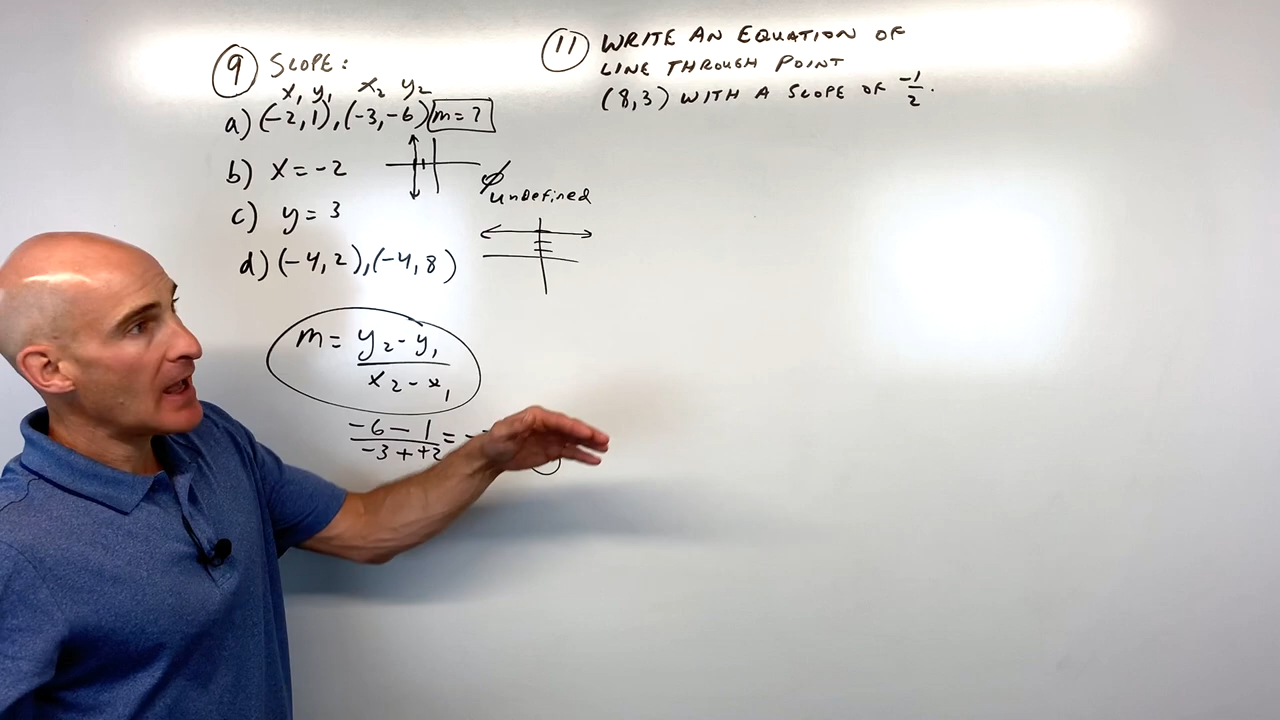 9 SLOPE:
x₁ y₁ x₂ y₂
a) (-2,1), (-3,-6) m=?
b) x=-2
∅ undefined
c) y=3
d) (-4,2), (-4,8)
m = (y₂-y₁)/(x₂-x₁)
(-6-1)/(-3++2) =
11 WRITE AN EQUATION OF
LINE THROUGH POINT
(8,3) WITH A SLOPE OF -1/2.